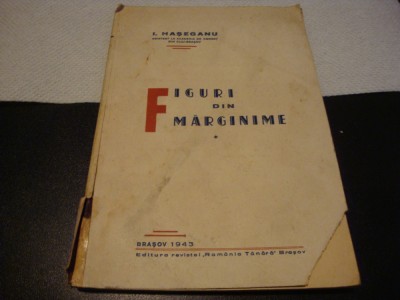 I. HAȘEGANU
FIGURI
DIN
MĂRGINIME
BRAȘOV 1943
Editura revistei „România Tânără” Brașov